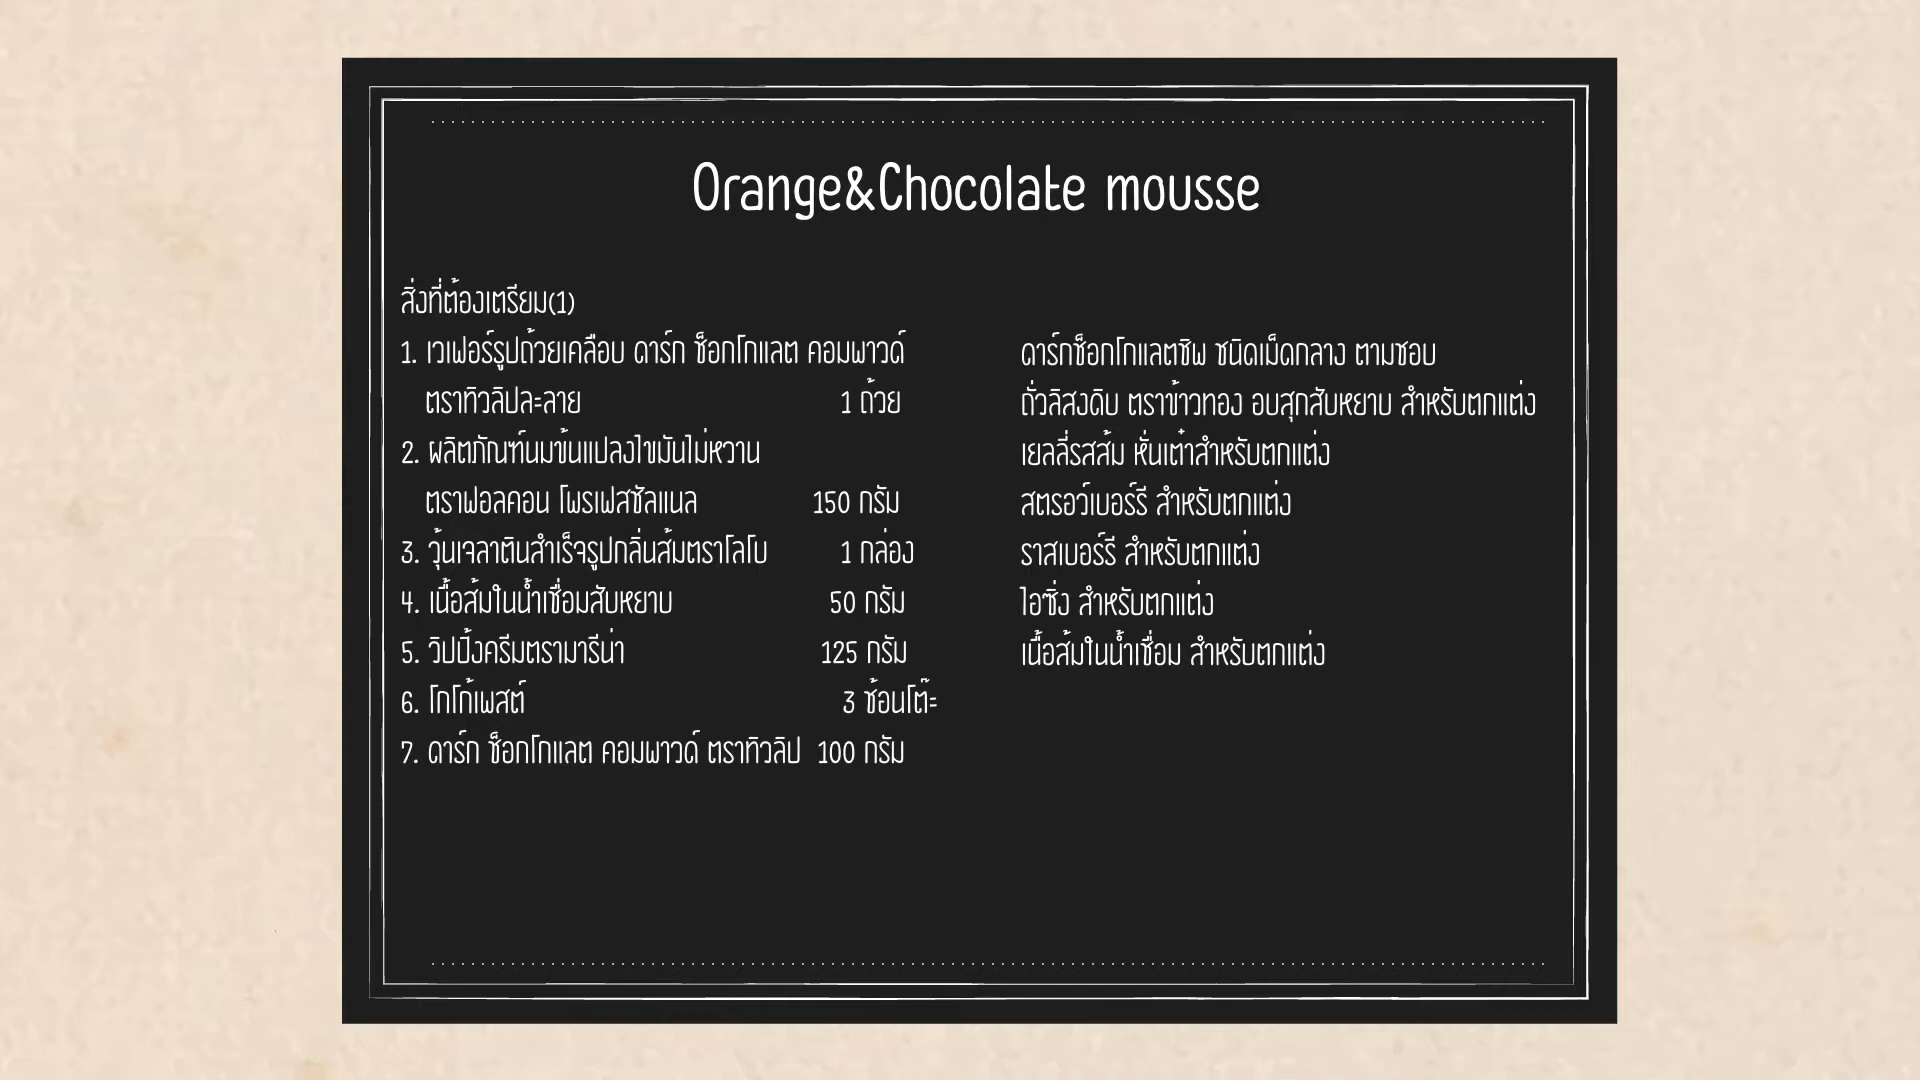 Orange&Chocolate mousse
สิ่งที่ต้องเตรียม(1)
1. เวเฟอร์รูปถ้วยเคลือบ ดาร์ก ช็อกโกแลต คอมพาวด์
ตราทิวลิปละลาย 1 ถ้วย
2. ผลิตภัณฑ์นมข้นแปลงไขมันไม่หวาน
ตราฟอลคอน โพรเฟสชัลแนล 150 กรัม
3. วุ้นเจลาตินสำเร็จรูปกลิ่นส้มตราโลโบ 1 กล่อง
4. เนื้อส้มในน้ำเชื่อมสับหยาบ 50 กรัม
5. วิปปิ้งครีมตรามารีน่า 125 กรัม
6. โกโก้เพสต์ 3 ช้อนโต๊ะ
7. ดาร์ก ช็อกโกแลต คอมพาวด์ ตราทิวลิป 100 กรัม
ดาร์กช็อกโกแลตชิพ ชนิดเม็ดกลาง ตามชอบ
ถั่วลิสงดิบ ตราข้าวทอง อบสุกสับหยาบ สำหรับตกแต่ง
เยลลี่รสส้ม หั่นเต๋าสำหรับตกแต่ง
สตรอว์เบอร์รี สำหรับตกแต่ง
ราสเบอร์รี สำหรับตกแต่ง
ไอซิ่ง สำหรับตกแต่ง
เนื้อส้มในน้ำเชื่อม สำหรับตกแต่ง